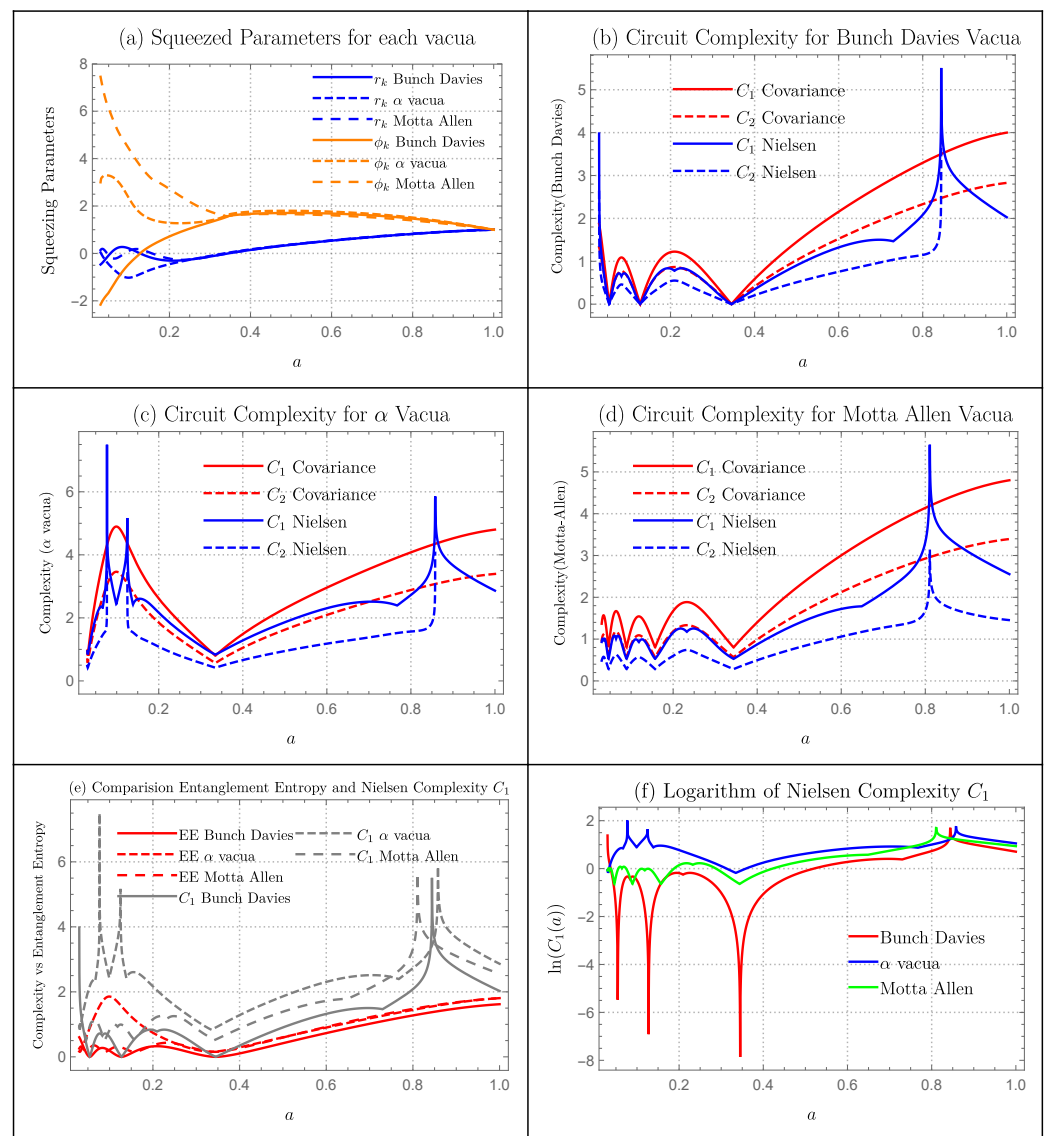 (a) Squeezed Parameters for each vacua
8
6
4
2
0
−2
Squeezing Parameters
r_k Bunch Davies
r_k α vacua
r_k Motta Allen
ϕ_k Bunch Davies
ϕ_k α vacua
ϕ_k Motta Allen
0.2 0.4 0.6 0.8 1.0
a
(b) Circuit Complexity for Bunch Davies Vacua
5
4
3
2
1
0
Complexity(Bunch Davies)
C_1 Covariance
C_2 Covariance
C_1 Nielsen
C_2 Nielsen
0.2 0.4 0.6 0.8 1.0
a
(c) Circuit Complexity for α Vacua
6
4
2
0
Complexity (α vacua)
C_1 Covariance
C_2 Covariance
C_1 Nielsen
C_2 Nielsen
0.2 0.4 0.6 0.8 1.0
a
(d) Circuit Complexity for Motta Allen Vacua
5
4
3
2
1
0
Complexity(Motta-Allen)
C_1 Covariance
C_2 Covariance
C_1 Nielsen
C_2 Nielsen
0.2 0.4 0.6 0.8 1.0
a
(e) Comparision Entanglement Entropy and Nielsen Complexity C_1
6
4
2
0
Complexity vs Entanglement Entropy
EE Bunch Davies
EE α vacua
EE Motta Allen
C_1 Bunch Davies
C_1 α vacua
C_1 Motta Allen
0.2 0.4 0.6 0.8 1.0
a
(f) Logarithm of Nielsen Complexity C_1
2
0
−2
−4
−6
−8
ln(C_1(a))
Bunch Davies
α vacua
Motta Allen
0.2 0.4 0.6 0.8 1.0
a